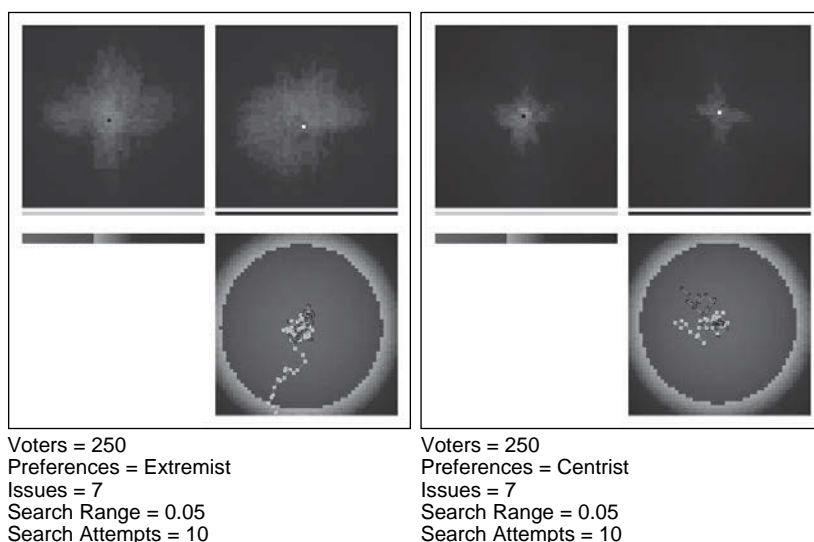 Voters = 250
Preferences = Extremist
Issues = 7
Search Range = 0.05
Search Attempts = 10
Voters = 250
Preferences = Centrist
Issues = 7
Search Range = 0.05
Search Attempts = 10